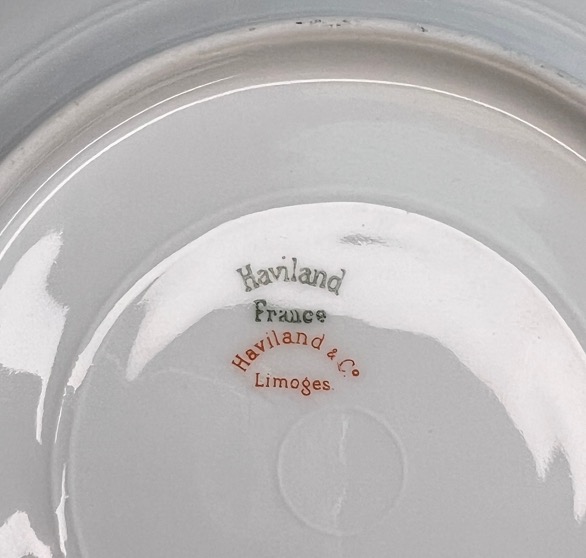 Haviland
France
Haviland & Co
Limoges.